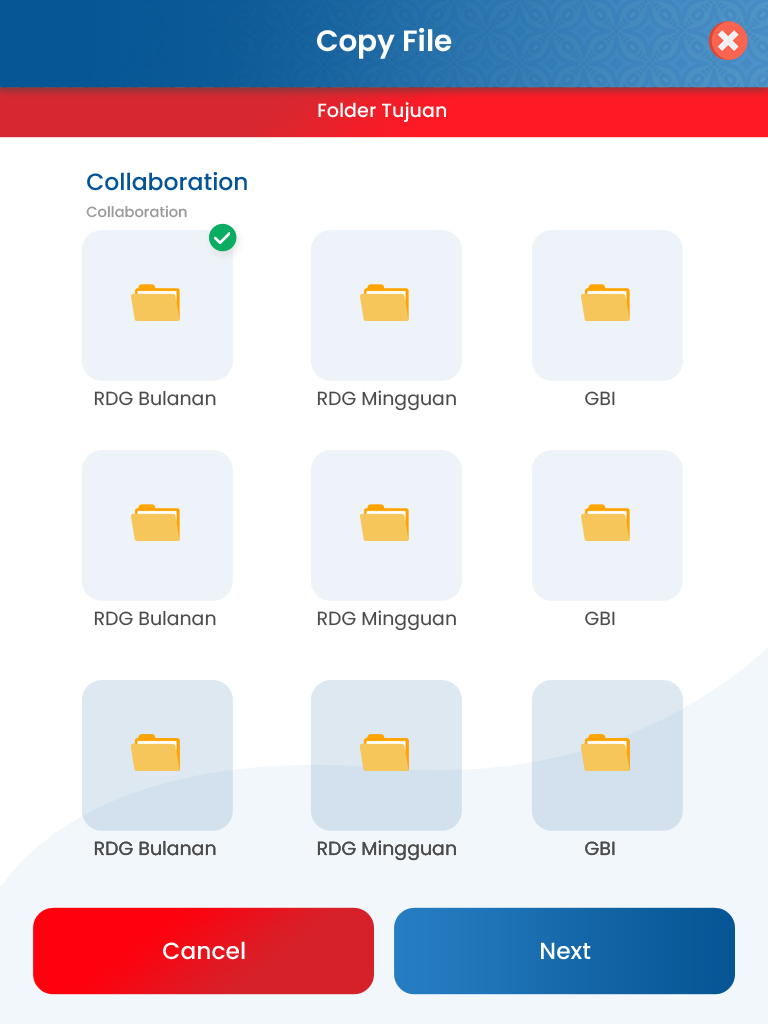 Copy File
Folder Tujuan
Collaboration
Collaboration
RDG Bulanan
RDG Mingguan
GBI
RDG Bulanan
RDG Mingguan
GBI
RDG Bulanan
RDG Mingguan
GBI
Cancel
Next